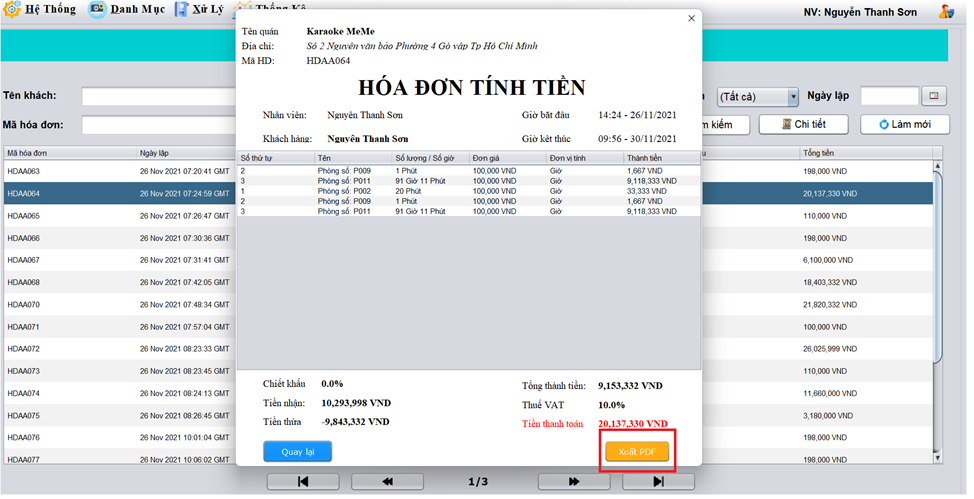 Hệ Thống Danh Mục Xử Lý Thống Kê NV: Nguyễn Thanh Sơn
Tên khách:
Mã hóa đơn:
(Tất cả) Ngày lập
m kiếm Chi tiết Làm mới
Mã hóa đơn Ngày lập Tổng tiền
HDAA063 26 Nov 2021 07:20:41 GMT 198,000 VND
HDAA064 26 Nov 2021 07:24:59 GMT 20,137,330 VND
HDAA065 26 Nov 2021 07:26:47 GMT 110,000 VND
HDAA066 26 Nov 2021 07:30:36 GMT 198,000 VND
HDAA067 26 Nov 2021 07:31:41 GMT 6,100,000 VND
HDAA068 26 Nov 2021 07:42:05 GMT 18,403,332 VND
HDAA070 26 Nov 2021 07:48:34 GMT 21,820,332 VND
HDAA071 26 Nov 2021 07:57:04 GMT 100,000 VND
HDAA072 26 Nov 2021 08:23:33 GMT 26,025,999 VND
HDAA073 26 Nov 2021 08:23:45 GMT 110,000 VND
HDAA074 26 Nov 2021 08:24:13 GMT 11,660,000 VND
HDAA075 26 Nov 2021 08:26:45 GMT 3,180,000 VND
HDAA076 26 Nov 2021 10:01:04 GMT 198,000 VND
HDAA077 26 Nov 2021 10:06:02 GMT 198,000 VND
1/3
Tên quán Karaoke MeMe
Địa chỉ: Số 2 Nguyễn văn bảo Phường 4 Gò vấp Tp Hồ Chí Minh
Mã HD: HDAA064
HÓA ĐƠN TÍNH TIỀN
Nhân viên: Nguyễn Thanh Sơn Giờ bắt đầu 14:24 - 26/11/2021
Khách hàng: Nguyễn Thanh Sơn Giờ kết thúc 09:56 - 30/11/2021
Số thứ tự Tên Số lượng / Số giờ Đơn giá Đơn vị tính Thành tiền
2 Phòng số: P009 1 Phút 100,000 VND Giờ 1,667 VND
3 Phòng số: P011 91 Giờ 11 Phút 100,000 VND Giờ 9,118,333 VND
1 Phòng số: P002 20 Phút 100,000 VND Giờ 33,333 VND
2 Phòng số: P009 1 Phút 100,000 VND Giờ 1,667 VND
3 Phòng số: P011 91 Giờ 11 Phút 100,000 VND Giờ 9,118,333 VND
Chiết khấu 0.0% Tổng thành tiền: 9,153,332 VND
Tiền nhận: 10,293,998 VND Thuế VAT 10.0%
Tiền thừa -9,843,332 VND Tiền thanh toán 20,137,330 VND
Quay lại Xuất PDF